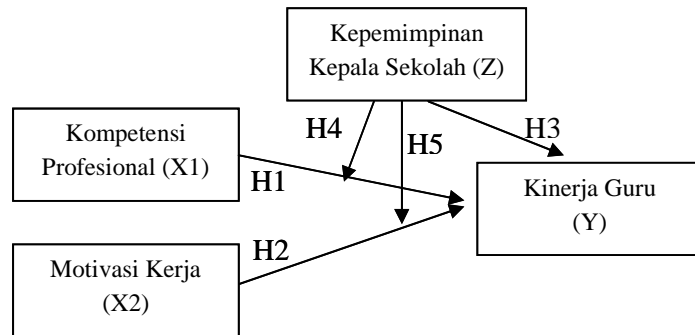 Kepemimpinan
Kepala Sekolah (Z)
Kompetensi
Profesional (X1)
H4
H5
H3
H1
Kinerja Guru
(Y)
H2
Motivasi Kerja
(X2)